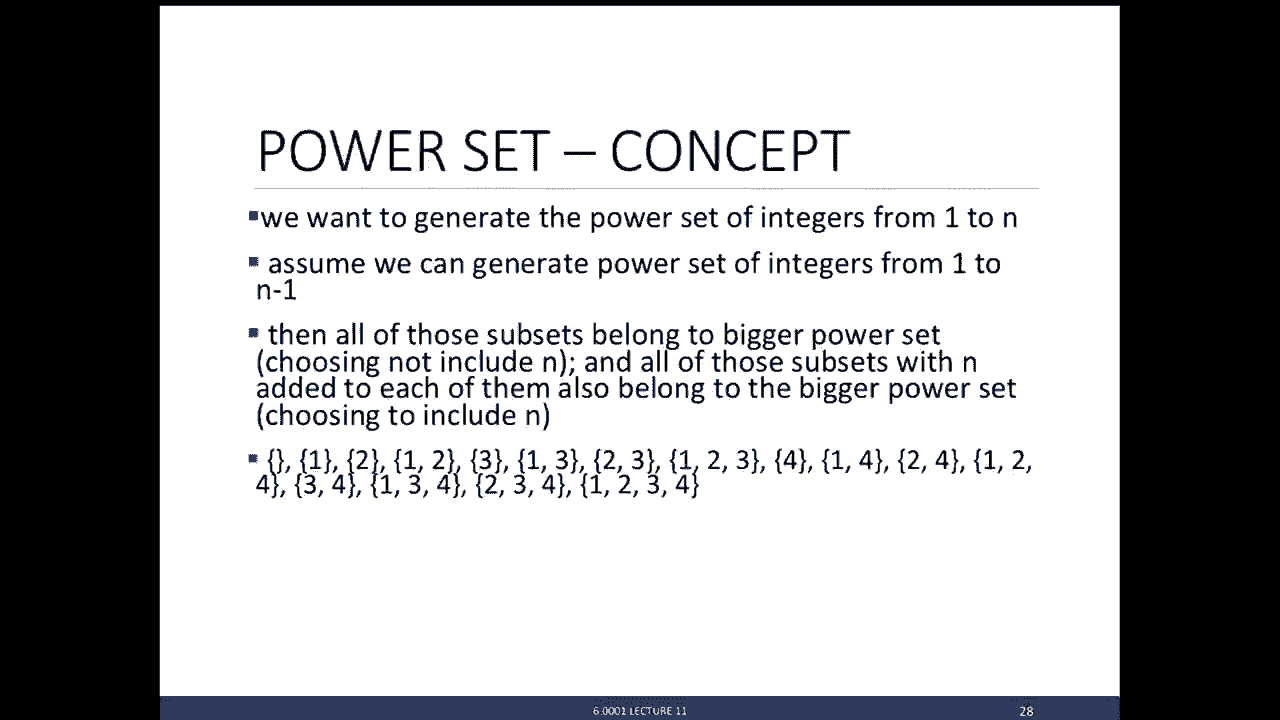 POWER SET – CONCEPT
▪we want to generate the power set of integers from 1 to n
▪ assume we can generate power set of integers from 1 to
n-1
▪ then all of those subsets belong to bigger power set
(choosing not include n); and all of those subsets with n
added to each of them also belong to the bigger power set
(choosing to include n)
▪ {}, {1}, {2}, {1, 2}, {3}, {1, 3}, {2, 3}, {1, 2, 3}, {4}, {1, 4}, {2, 4}, {1, 2,
4}, {3, 4}, {1, 3, 4}, {2, 3, 4}, {1, 2, 3, 4}
6.0001 LECTURE 11
28